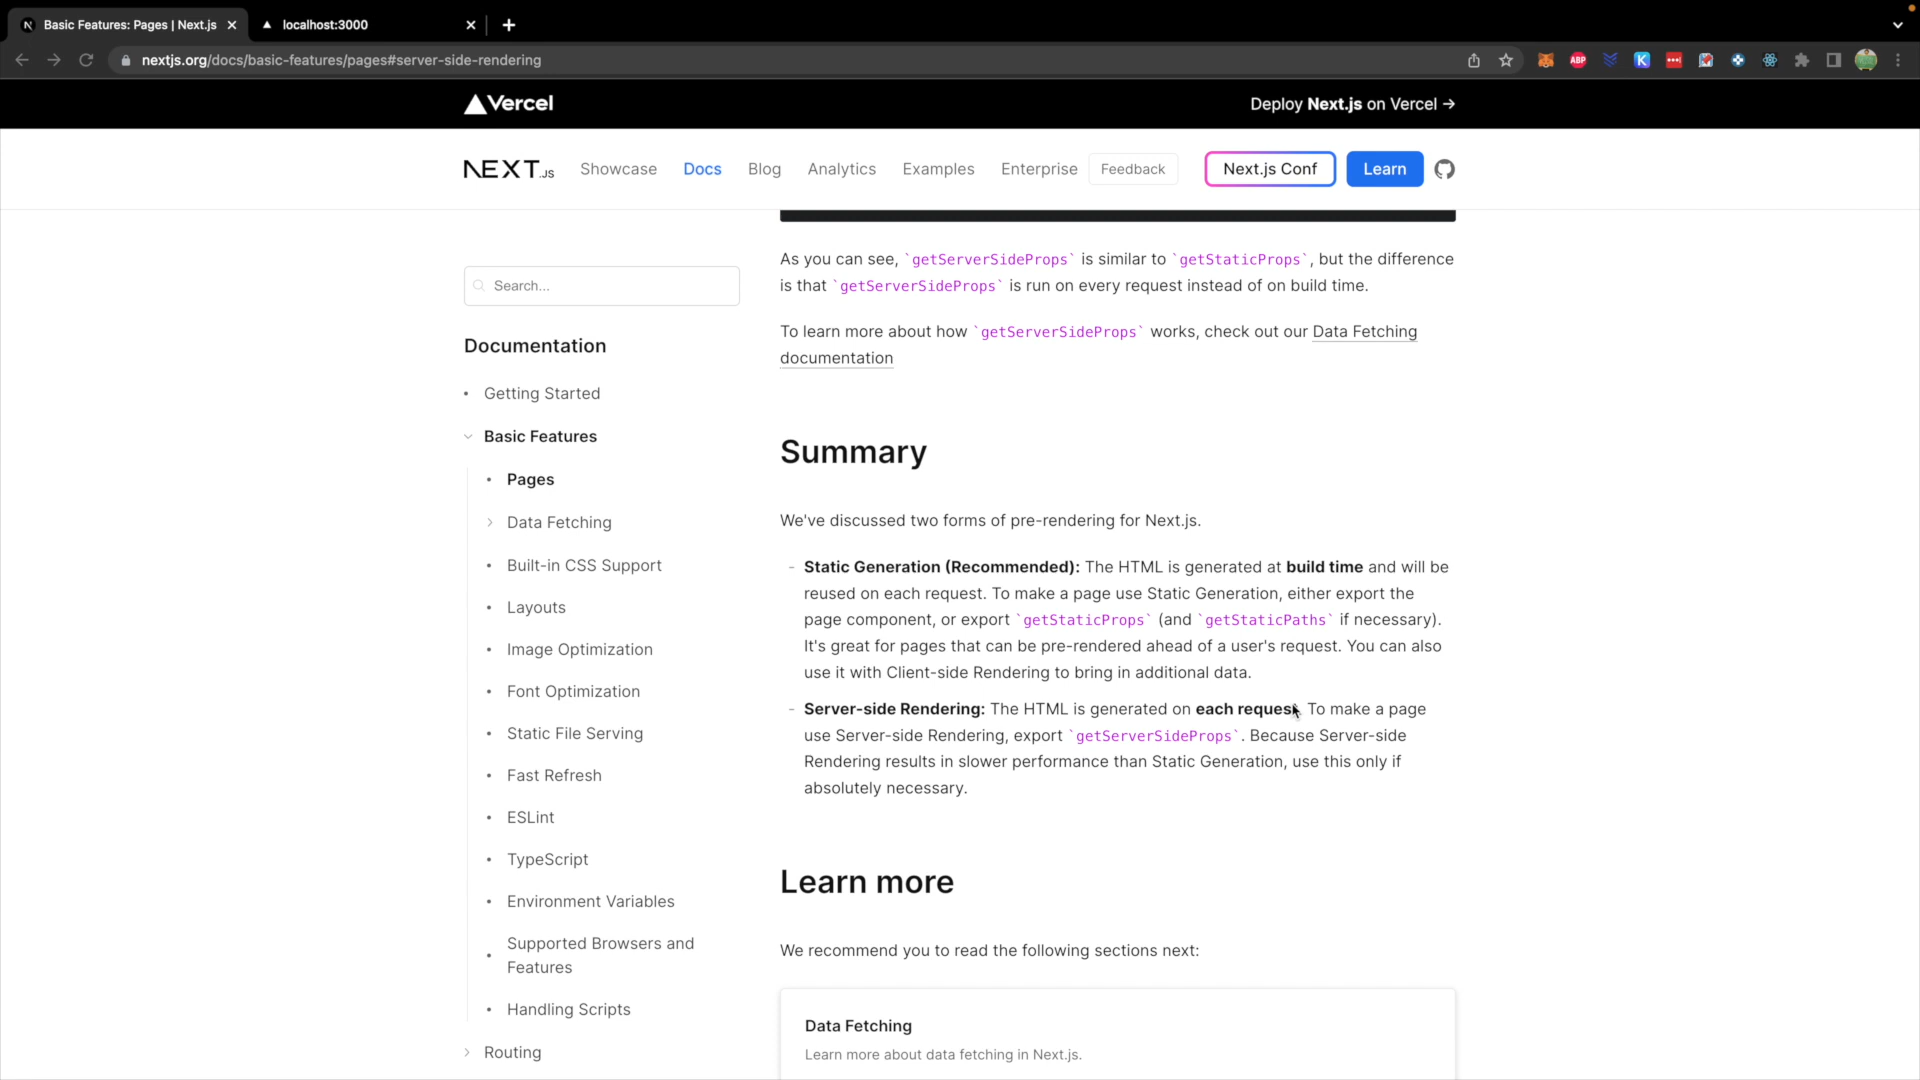 Basic Features: Pages | Next.js
localhost:3000
nextjs.org/docs/basic-features/pages#server-side-rendering
ABP
K
Vercel
Deploy Next.js on Vercel →
NEXT.JS
Showcase
Docs
Blog
Analytics
Examples
Enterprise
Feedback
Next.js Conf
Learn
Search...
Documentation
Getting Started
Basic Features
Pages
Data Fetching
Built-in CSS Support
Layouts
Image Optimization
Font Optimization
Static File Serving
Fast Refresh
ESLint
TypeScript
Environment Variables
Supported Browsers and
Features
Handling Scripts
Routing
As you can see, `getServerSideProps` is similar to `getStaticProps`, but the difference
is that `getServerSideProps` is run on every request instead of on build time.
To learn more about how `getServerSideProps` works, check out our Data Fetching
documentation
Summary
We've discussed two forms of pre-rendering for Next.js.
- Static Generation (Recommended): The HTML is generated at build time and will be
reused on each request. To make a page use Static Generation, either export the
page component, or export `getStaticProps` (and `getStaticPaths` if necessary).
It's great for pages that can be pre-rendered ahead of a user's request. You can also
use it with Client-side Rendering to bring in additional data.
- Server-side Rendering: The HTML is generated on each request. To make a page
use Server-side Rendering, export `getServerSideProps`. Because Server-side
Rendering results in slower performance than Static Generation, use this only if
absolutely necessary.
Learn more
We recommend you to read the following sections next:
Data Fetching
Learn more about data fetching in Next.js.